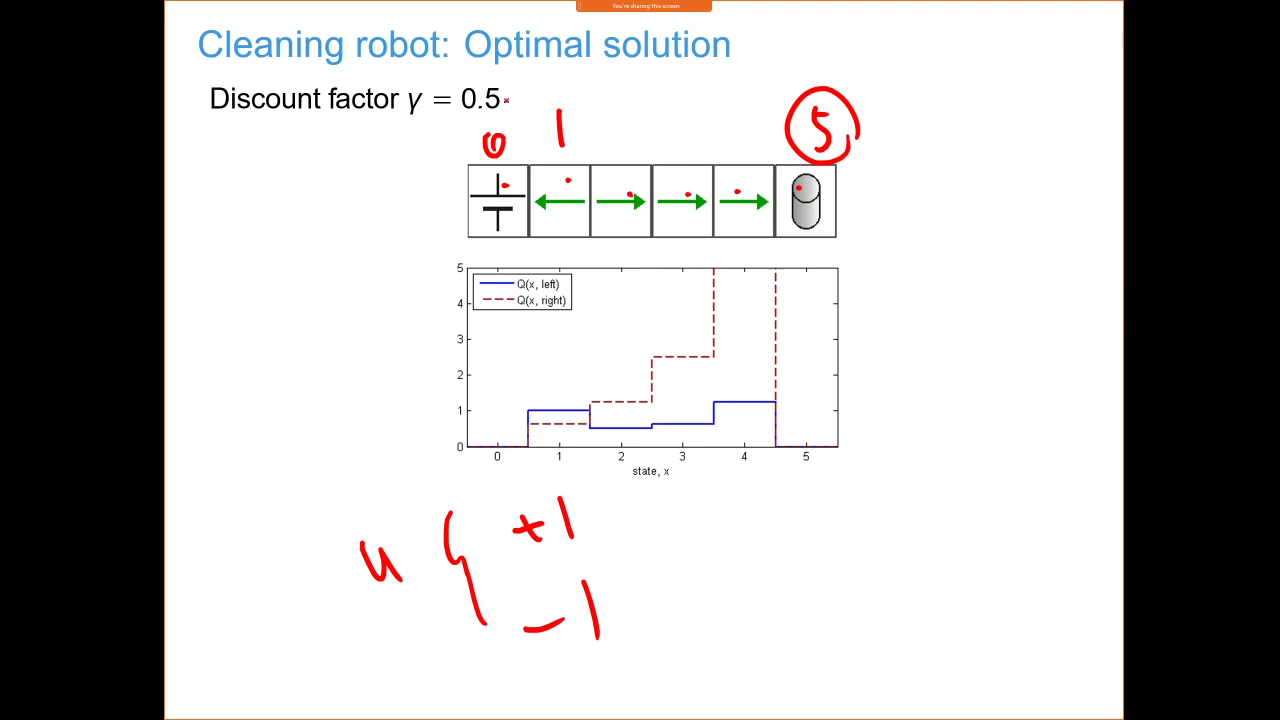 You're sharing this screen
Cleaning robot: Optimal solution
Discount factor γ = 0.5
0 1 5
5
4
3
2
1
0
Q(x, left)
Q(x, right)
0 1 2 3 4 5
state, x
u { +1
-1